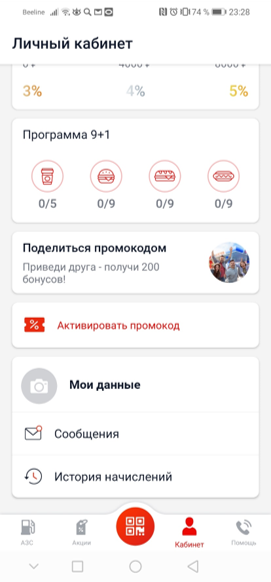 Beeline 74 % 23:28
Личный кабинет
3% 4% 5%
Программа 9+1
0/5 0/9 0/9 0/9
Поделиться промокодом
Приведи друга - получи 200
бонусов!
Активировать промокод
Мои данные
Сообщения
История начислений
АЗС Акции Кабинет Помощь